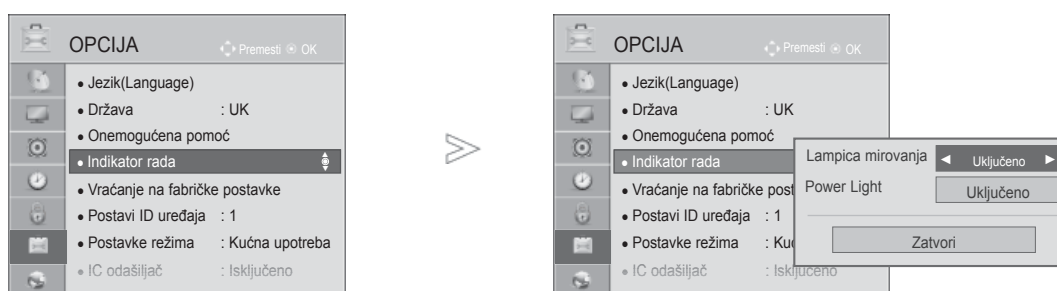 OPCIJA Premesti OK
• Jezik(Language)
• Država : UK
• Onemogućena pomoć
• Indikator rada
• Vraćanje na fabričke postavke
• Postavi ID uređaja : 1
• Postavke režima : Kućna upotreba
• IC odašiljač : Isključeno
OPCIJA Premesti OK
• Jezik(Language)
• Država : UK
• Onemogućena pomoć
• Indikator rada
• Vraćanje na fabričke post
• Postavi ID uređaja : 1
• Postavke režima : Kuć
• IC odašiljač : Isključeno
Lampica mirovanja ◄ Uključeno ►
Power Light Uključeno
Zatvori